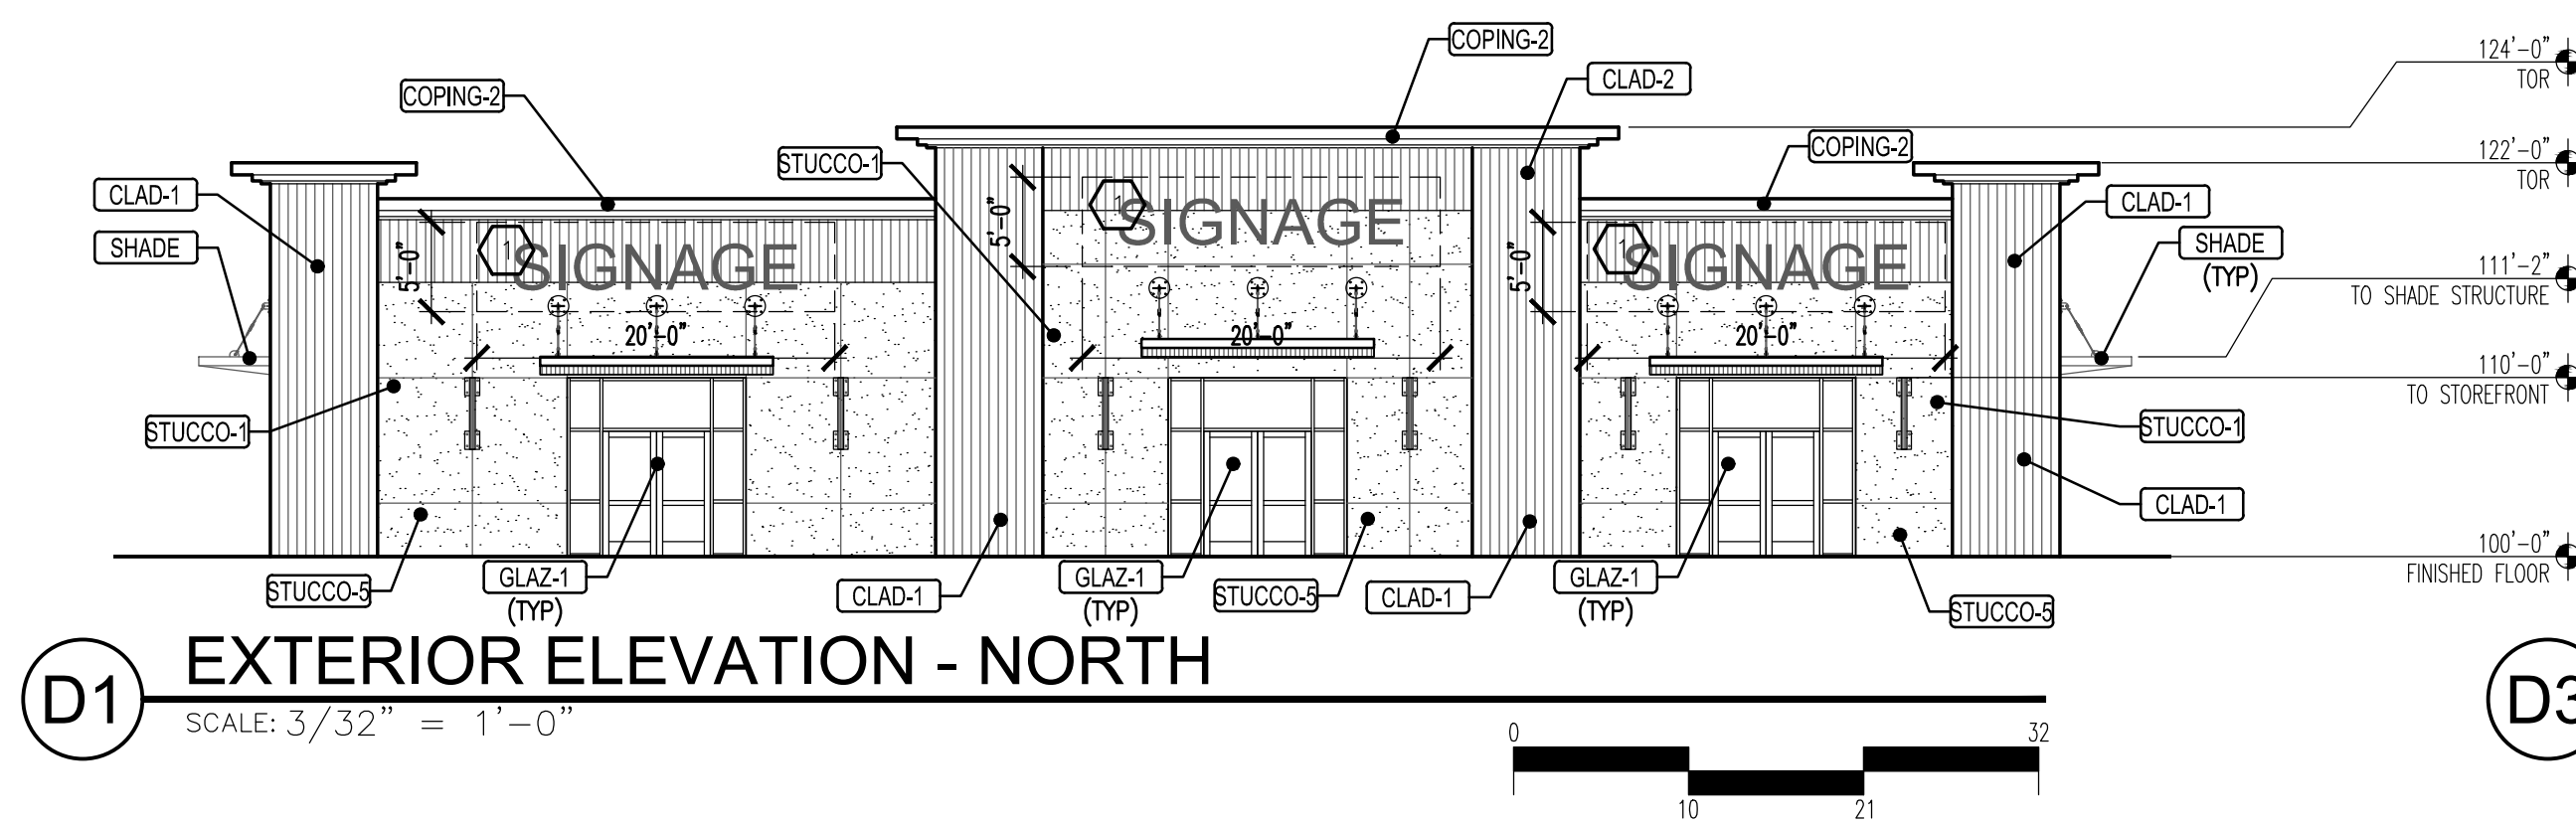 COPING-2
124'-0"
TOR
CLAD-2
COPING-2
COPING-2
STUCCO-1
122'-0"
TOR
CLAD-1
CLAD-1
SHADE
SHADE
(TYP)
1
SIGNAGE
5'-0"
20'-0"
1
SIGNAGE
5'-0"
20'-0"
1
SIGNAGE
5'-0"
20'-0"
111'-2"
TO SHADE STRUCTURE
110'-0"
TO STOREFRONT
STUCCO-1
STUCCO-1
CLAD-1
100'-0"
FINISHED FLOOR
STUCCO-5
GLAZ-1
(TYP)
CLAD-1
GLAZ-1
(TYP)
STUCCO-5
CLAD-1
GLAZ-1
(TYP)
STUCCO-5
D1
EXTERIOR ELEVATION - NORTH
SCALE: 3/32" = 1'-0"
0
32
10
21
D3